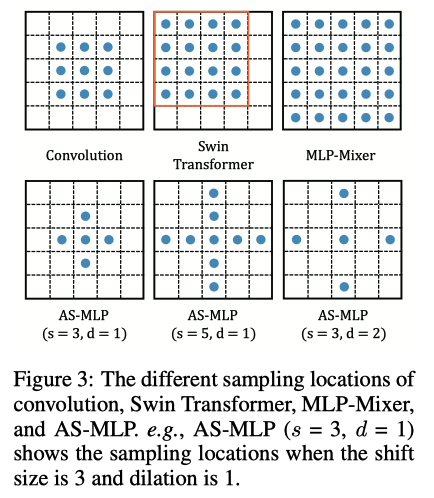 Convolution
Swin
Transformer
MLP-Mixer
AS-MLP
(s = 3, d = 1)
AS-MLP
(s = 5, d = 1)
AS-MLP
(s = 3, d = 2)
Figure 3: The different sampling locations of
convolution, Swin Transformer, MLP-Mixer,
and AS-MLP. e.g., AS-MLP (s = 3, d = 1)
shows the sampling locations when the shift
size is 3 and dilation is 1.